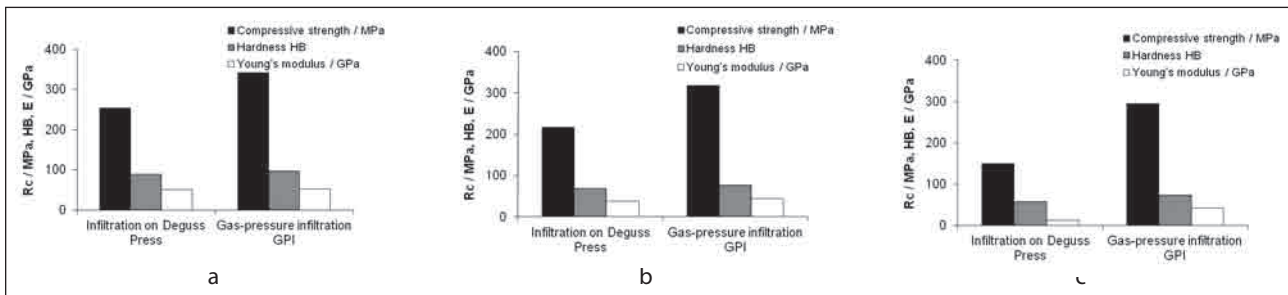 Compressive strength / MPa
Hardness HB
Young's modulus / GPa
Rc / MPa, HB, E / GPa
400
300
200
100
0
Infiltration on Deguss
Press
Gas-pressure infiltration
GPI
a
Compressive strength / MPa
Hardness HB
Young's modulus / GPa
Rc / MPa, HB, E / GPa
400
300
200
100
0
Infiltration on Deguss
Press
Gas-pressure infiltration
GPI
b
Compressive strength / MPa
Hardness HB
Young's modulus / GPa
Rc / MPa, HB, E / GPa
400
300
200
100
0
Infiltration on Deguss
Press
Gas-pressure infiltration
GPI